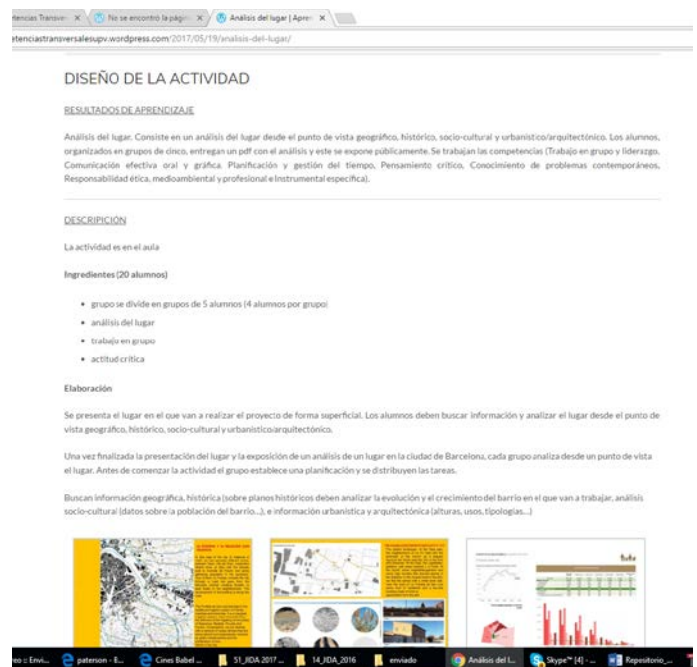 tencias Transver
No se encontró la págin
Análisis del lugar | Apren
etenciastransversalesupv.wordpress.com/2017/05/19/analisis-del-lugar/
DISEÑO DE LA ACTIVIDAD
RESULTADOS DE APRENDIZAJE
Análisis del lugar. Consiste en un análisis del lugar desde el punto de vista geográfico, histórico, socio-cultural y urbanístico/arquitectónico. Los alumnos,
organizados en grupos de cinco, entregan un pdf con el análisis y este se expone públicamente. Se trabajan las competencias (Trabajo en grupo y liderazgo,
Comunicación efectiva oral y gráfica. Planificación y gestión del tiempo, Pensamiento crítico, Conocimiento de problemas contemporáneos,
Responsabilidad ética, medioambiental y profesional e Instrumental específica).
DESCRIPICIÓN
La actividad es en el aula
Ingredientes (20 alumnos)
grupo se divide en grupos de 5 alumnos (4 alumnos por grupo)
análisis del lugar
trabajo en grupo
actitud crítica
Elaboración
Se presenta el lugar en el que van a realizar el proyecto de forma superficial. Los alumnos deben buscar información y analizar el lugar desde el punto de
vista geográfico, histórico, socio-cultural y urbanístico/arquitectónico.
Una vez finalizada la presentación del lugar y la exposición de un análisis de un lugar en la ciudad de Barcelona, cada grupo analiza desde un punto de vista
el lugar. Antes de comenzar la actividad el grupo establece una planificación y se distribuyen las tareas.
Buscan información geográfica, histórica (sobre planos históricos deben analizar la evolución y el crecimiento del barrio en el que van a trabajar, análisis
socio-cultural (datos sobre la población del barrio...), e información urbanística y arquitectónica (alturas, usos, tipologías...)
reo :: Envi...
paterson - B...
Cines Babel ...
51_JIDA 2017 ...
14_JIDA_2016
enviado
Análisis del l...
Skype™ [4] - ...
Repositorio_...